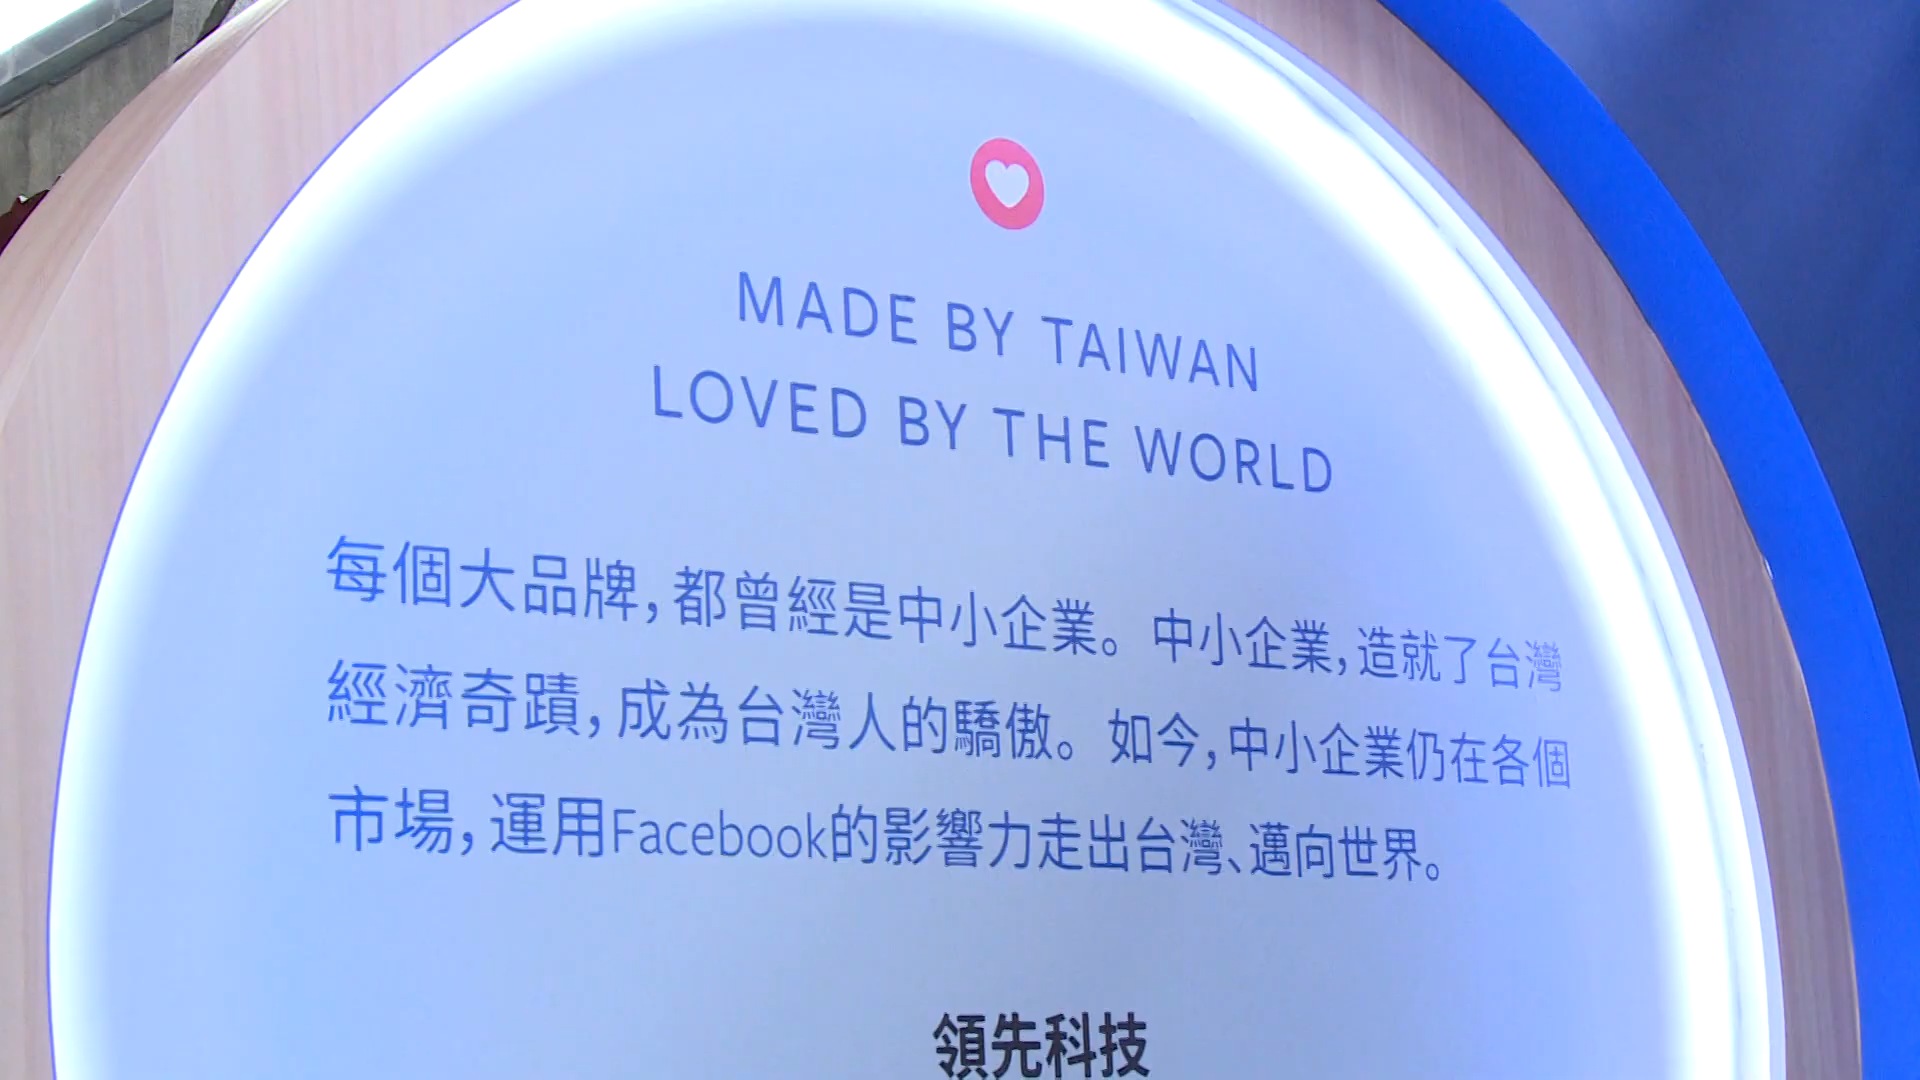 MADE BY TAIWAN
LOVED BY THE WORLD
每個大品牌，都曾經是中小企業。中小企業，造就了台灣
經濟奇蹟，成為台灣人的驕傲。如今，中小企業仍在各個
市場，運用Facebook的影響力走出台灣、邁向世界。
領先科技